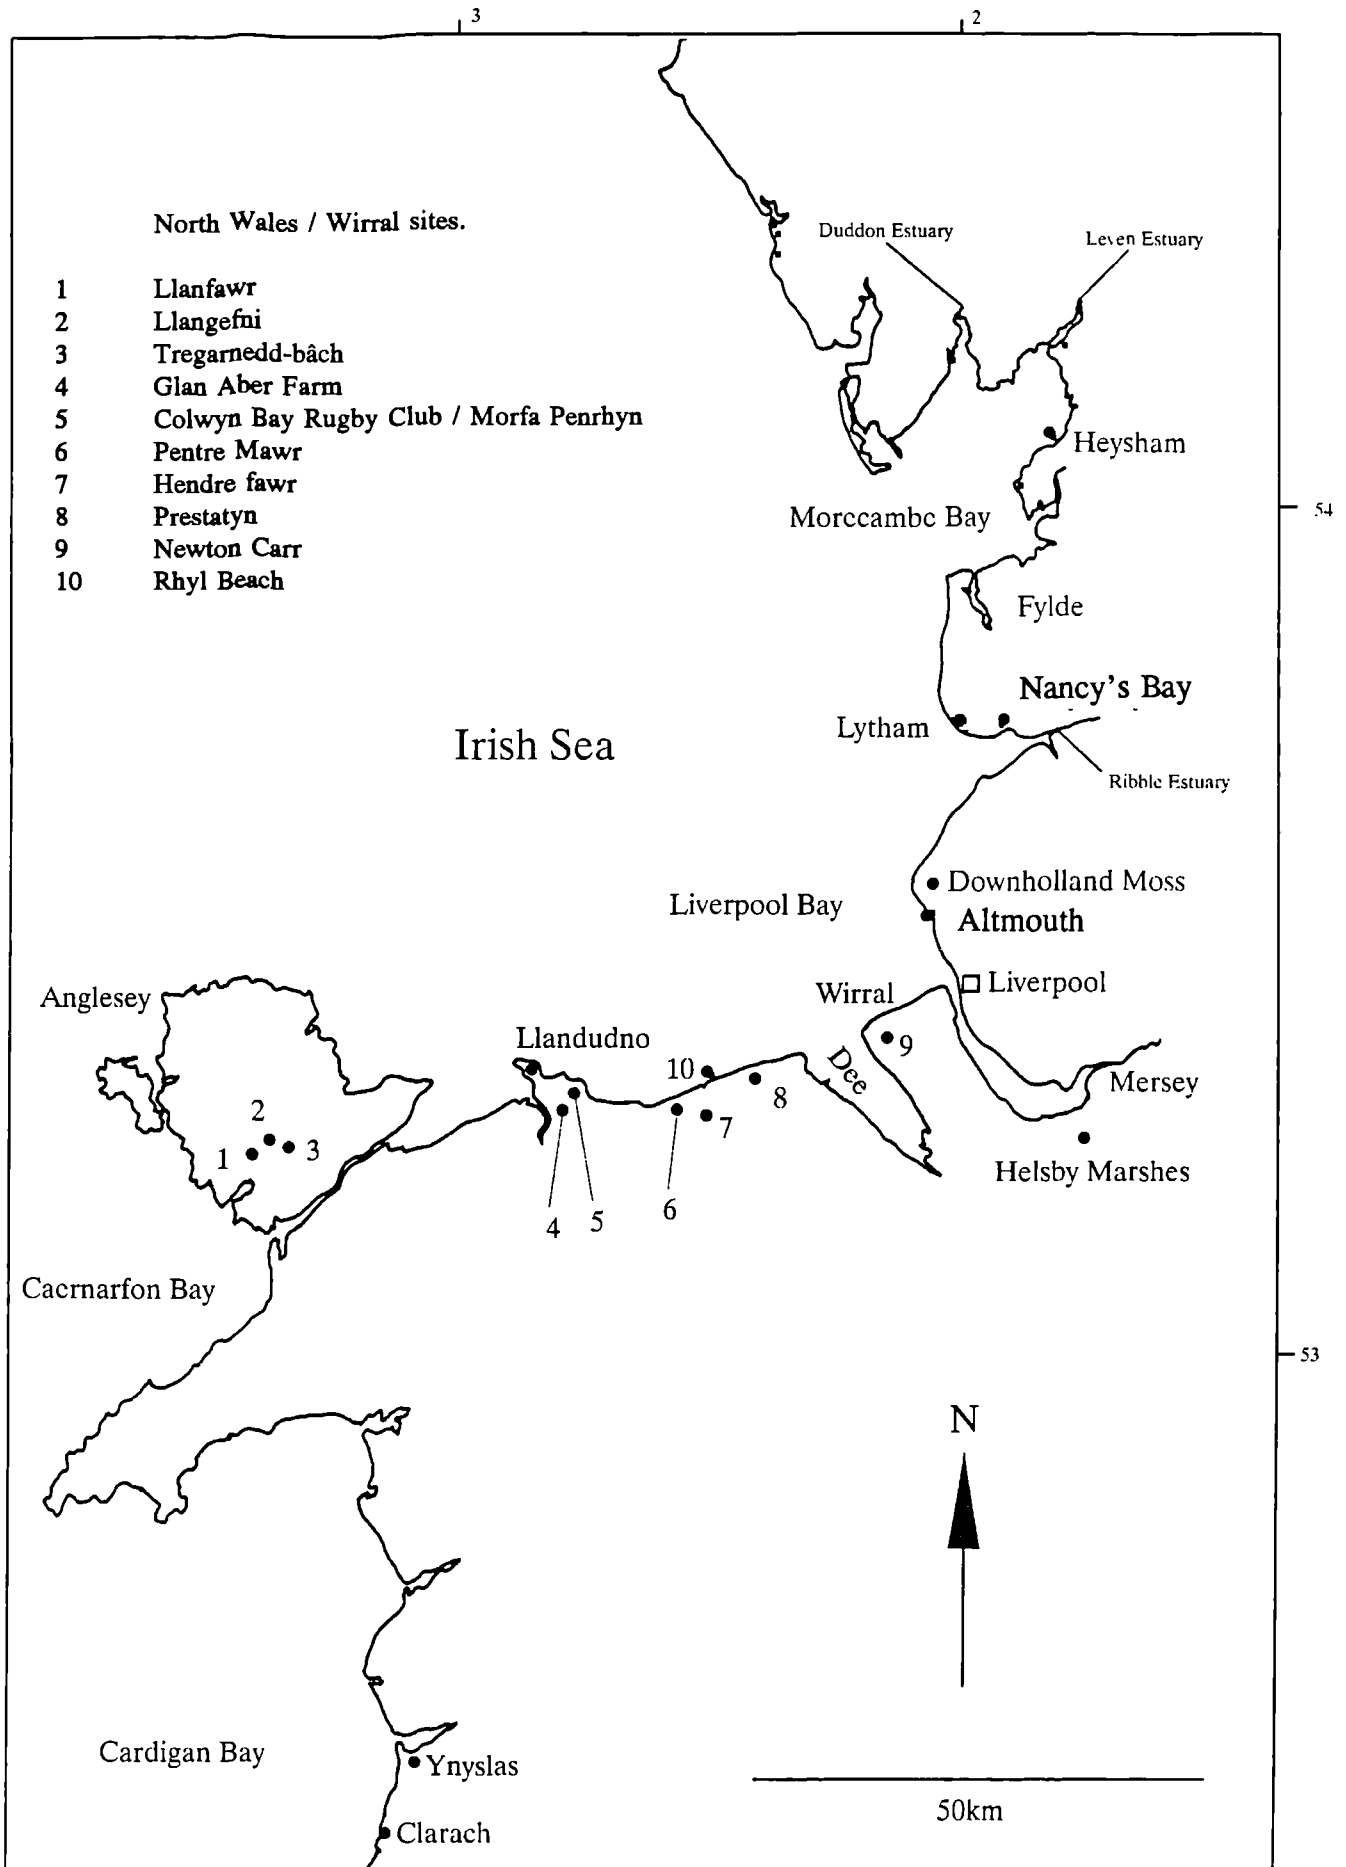 3
2
North Wales / Wirral sites.
1 Llanfawr
2 Llangefni
3 Tregarnedd-bâch
4 Glan Aber Farm
5 Colwyn Bay Rugby Club / Morfa Penrhyn
6 Pentre Mawr
7 Hendre fawr
8 Prestatyn
9 Newton Carr
10 Rhyl Beach
Duddon Estuary
Leven Estuary
Heysham
54
Morecambe Bay
Fylde
Nancy's Bay
Lytham
Irish Sea
Ribble Estuary
Downholland Moss
Liverpool Bay
Altmouth
Liverpool
Anglesey
Wirral
Llandudno
9
Dee
10
8
Mersey
2
7
1
3
Helsby Marshes
6
4
5
Caernarfon Bay
53
N
Cardigan Bay
Ynyslas
50km
Clarach